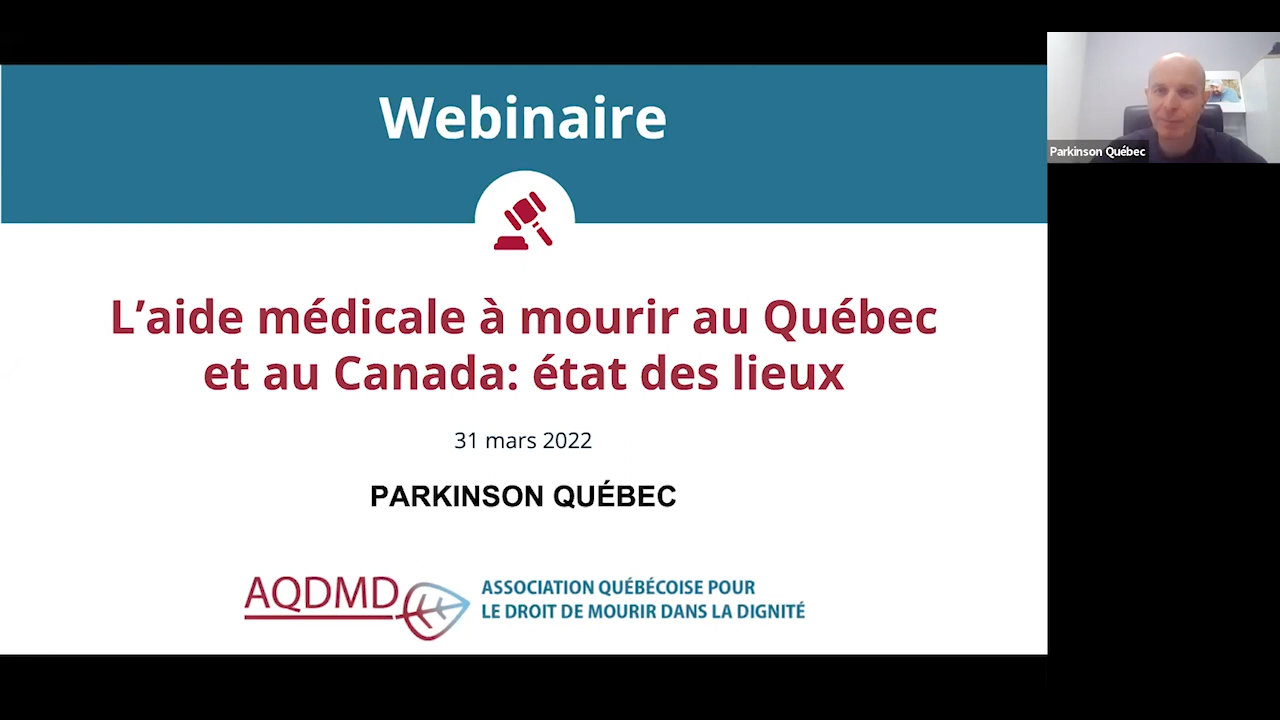 Webinaire
Parkinson Québec
L’aide médicale à mourir au Québec
et au Canada: état des lieux
31 mars 2022
PARKINSON QUÉBEC
AQDMD
ASSOCIATION QUÉBÉCOISE POUR
LE DROIT DE MOURIR DANS LA DIGNITÉ